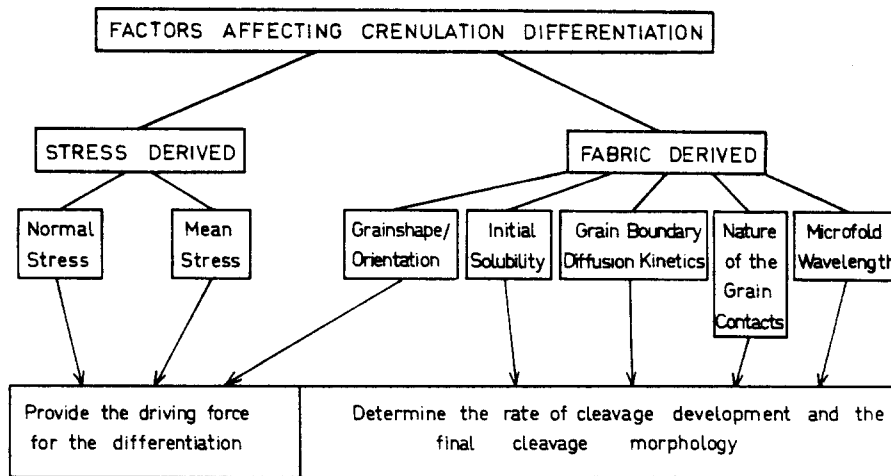 FACTORS AFFECTING CRENULATION DIFFERENTIATION
STRESS DERIVED
FABRIC DERIVED
Normal
Stress
Mean
Stress
Grainshape/
Orientation
Initial
Solubility
Grain Boundary
Diffusion Kinetics
Nature
of the
Grain
Contacts
Microfold
Wavelength
Provide the driving force
for the differentiation
Determine the rate of cleavage development and the
final cleavage morphology